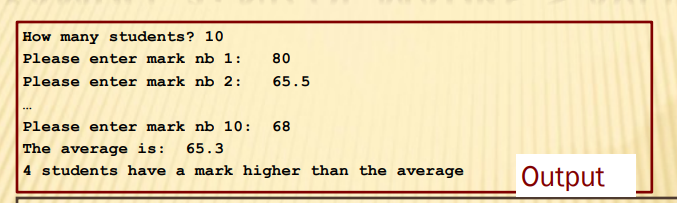 How many students? 10
Please enter mark nb 1:   80
Please enter mark nb 2:   65.5
…
Please enter mark nb 10:  68
The average is:  65.3
4 students have a mark higher than the average
Output